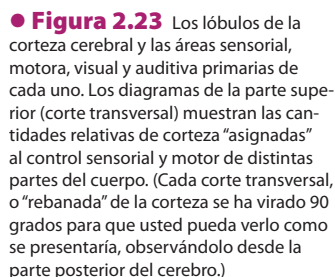 ● Figura 2.23 Los lóbulos de la
corteza cerebral y las áreas sensorial,
motora, visual y auditiva primarias de
cada uno. Los diagramas de la parte supe-
rior (corte transversal) muestran las can-
tidades relativas de corteza “asignadas”
al control sensorial y motor de distintas
partes del cuerpo. (Cada corte transversal,
o “rebanada” de la corteza se ha virado 90
grados para que usted pueda verlo como
se presentaría, observándolo desde la
parte posterior del cerebro.)